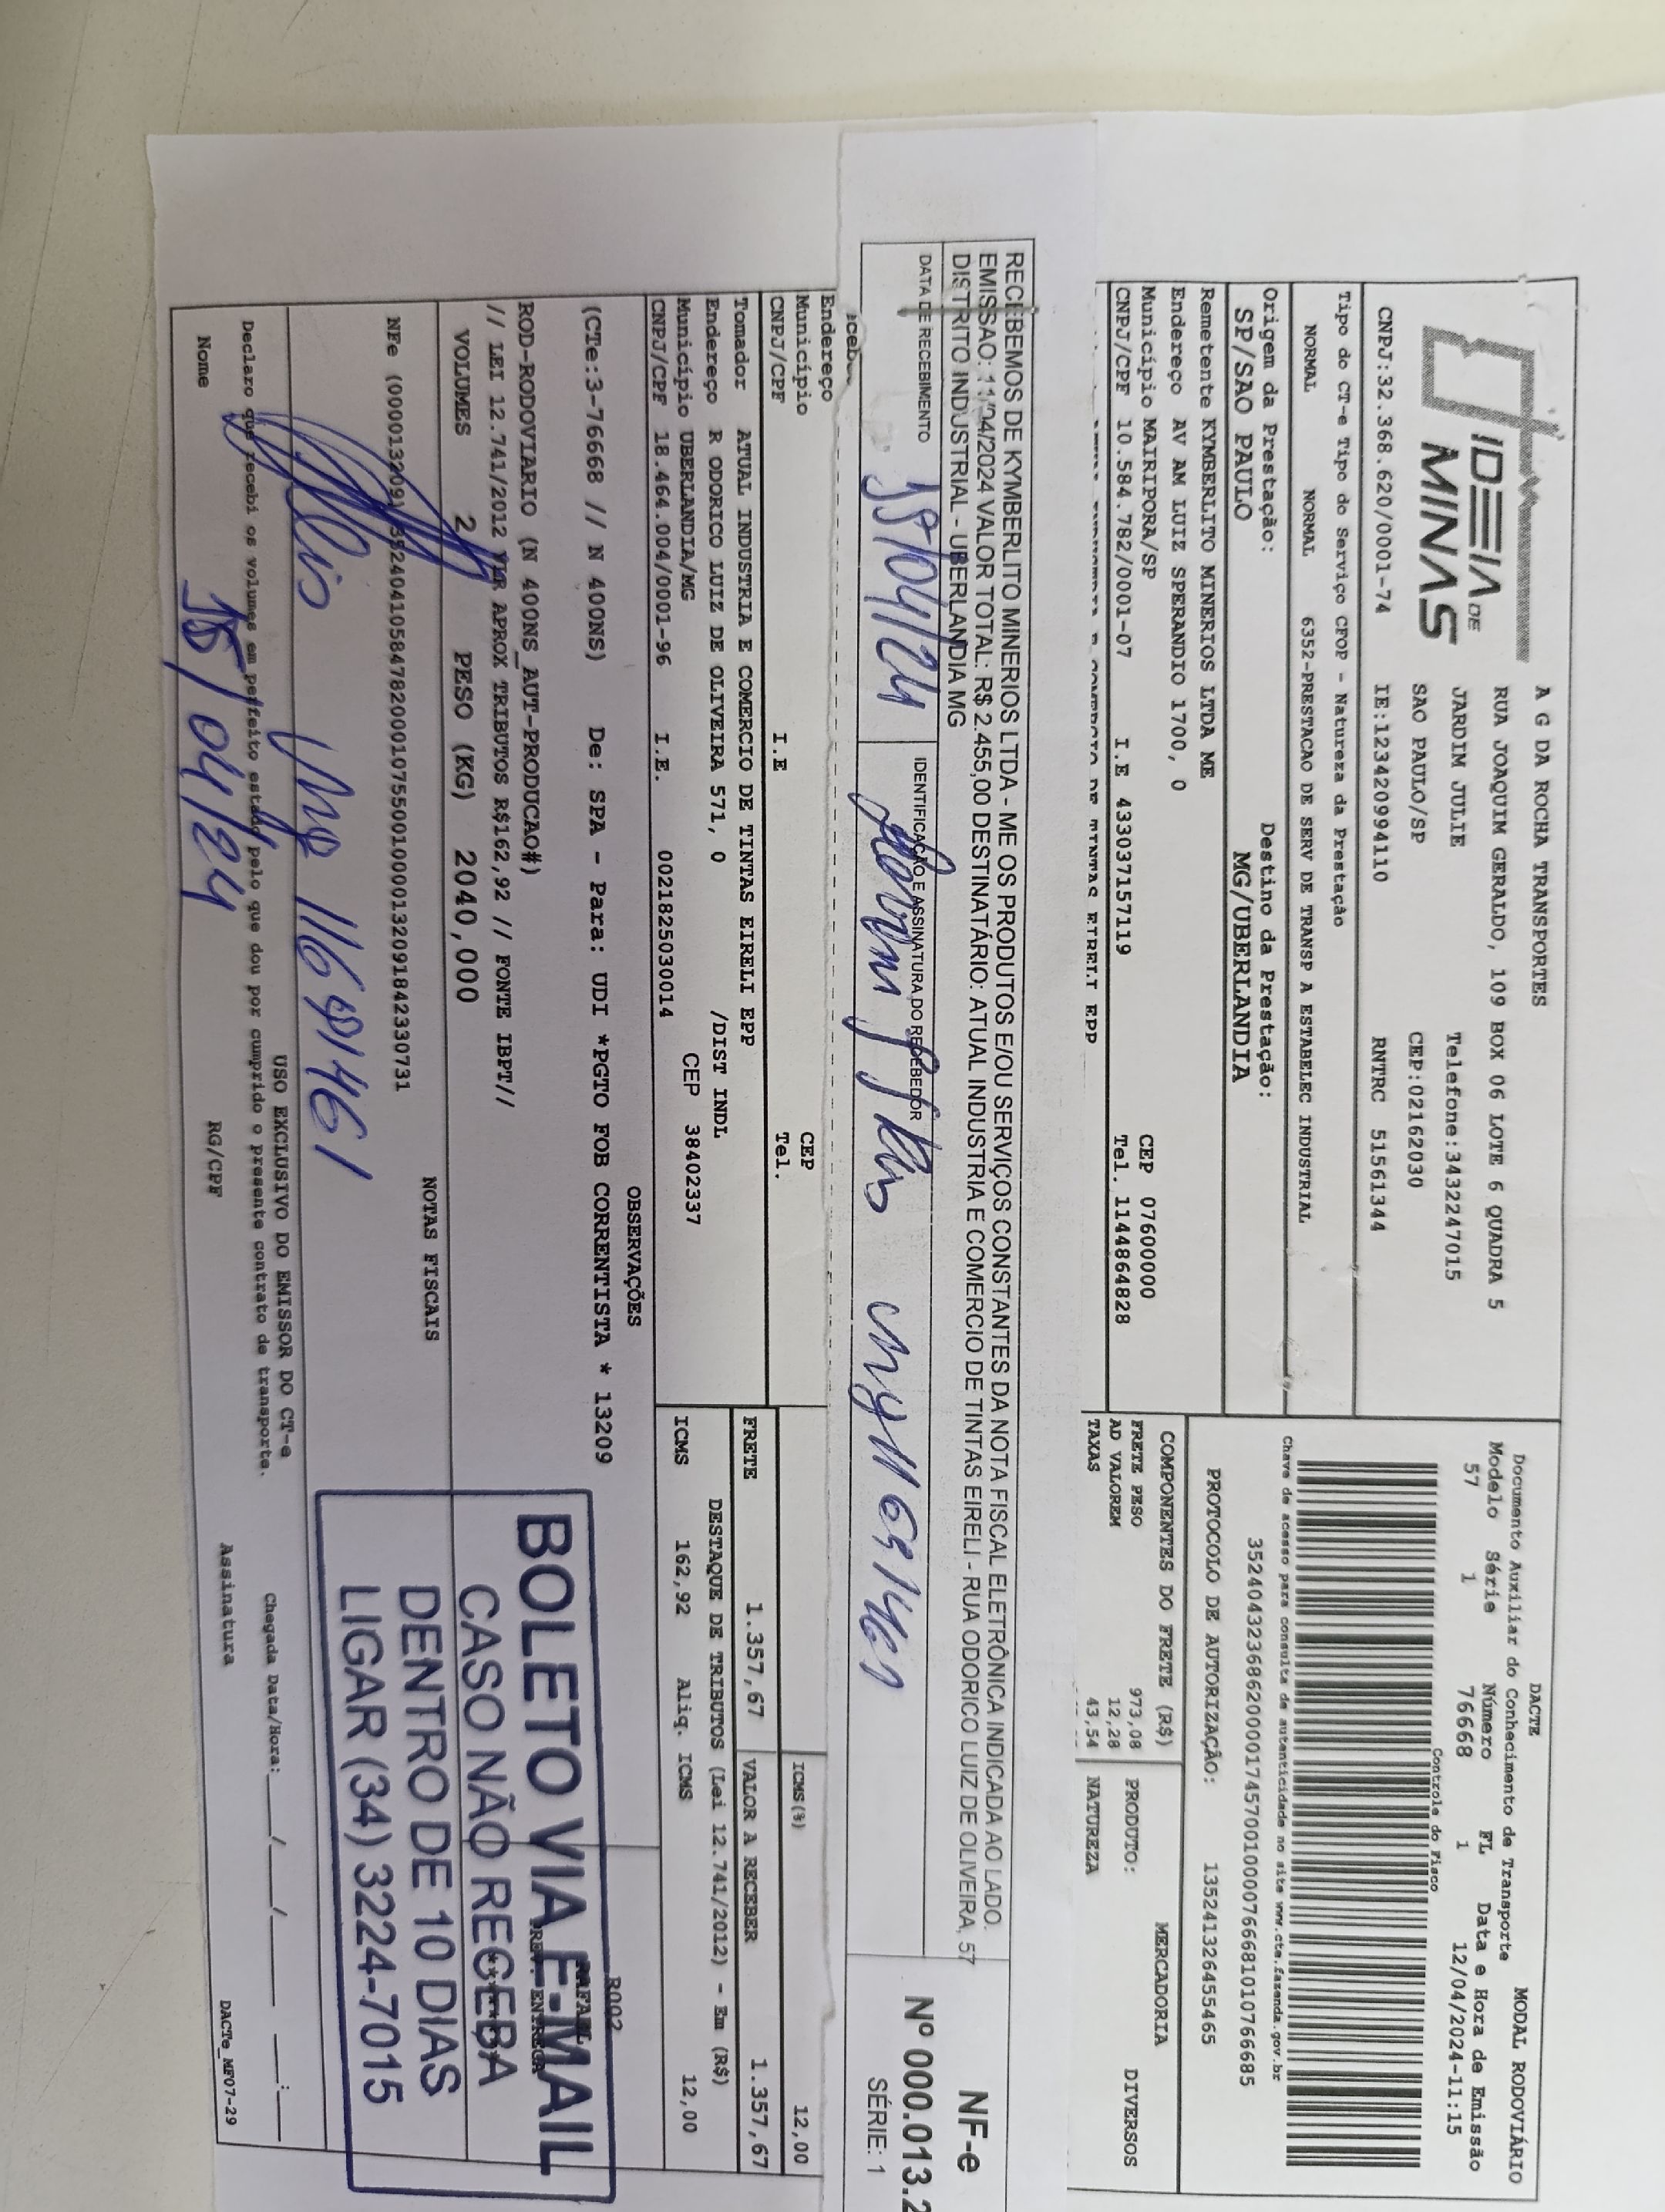 IDEIA DE
MINAS
A G DA ROCHA TRANSPORTES
RUA JOAQUIM GERALDO, 109 BOX 06 LOTE 6 QUADRA 5
JARDIM JULIE Telefone:3432247015
SAO PAULO/SP CEP:02162030
CNPJ:32.368.620/0001-74 IE:123420994110 RNTRC 51561344
Tipo do CT-e Tipo do Serviço CFOP - Natureza da Prestação
NORMAL NORMAL 6352-PRESTACAO DE SERV DE TRANSP A ESTABELEC INDUSTRIAL
Origem da Prestação: Destino da Prestação:
SP/SAO PAULO MG/UBERLANDIA
Remetente KYMBERLITO MINERIOS LTDA ME
Endereço AV AM LUIZ SPERANDIO 1700, 0
Município MAIRIPORA/SP CEP 07600000
CNPJ/CPF 10.584.782/0001-07 I.E 433037157119 Tel. 1144864828
DACTE MODAL RODOVIÁRIO
Documento Auxiliar do Conhecimento de Transporte
Modelo Série Número FL Data e Hora de Emissão
57 1 76668 1 12/04/2024-11:15
Controle do Fisco
Chave de acesso para consulta de autenticidade no site www.cte.fazenda.gov.br
35240432368620000174570010000766681010766685
PROTOCOLO DE AUTORIZAÇÃO: 13524132645​5465
COMPONENTES DO FRETE (R$) MERCADORIA
FRETE PESO 973,08 PRODUTO: DIVERSOS
AD VALOREM 12,28
TAXAS 43,54 NATUREZA
RECEBEMOS DE KYMBERLITO MINERIOS LTDA - ME OS PRODUTOS E/OU SERVIÇOS CONSTANTES DA NOTA FISCAL ELETRÔNICA INDICADA AO LADO.
EMISSÃO: 11/04/2024 VALOR TOTAL: R$ 2.455,00 DESTINATÁRIO: ATUAL INDUSTRIA E COMERCIO DE TINTAS EIRELI - RUA ODORICO LUIZ DE OLIVEIRA, 57
DISTRITO INDUSTRIAL - UBERLANDIA MG
DATA DE RECEBIMENTO IDENTIFICAÇÃO E ASSINATURA DO RECEBEDOR
15/04/24
NF-e
Nº 000.013.2
SÉRIE: 1
Endereço
Município CEP
CNPJ/CPF I.E Tel.
Tomador ATUAL INDUSTRIA E COMERCIO DE TINTAS EIRELI EPP
Endereço R ODORICO LUIZ DE OLIVEIRA 571, 0 /DIST INDL
Município UBERLANDIA/MG CEP 38402337
CNPJ/CPF 18.464.004/0001-96 I.E. 0021825030014
ICMS(%) 12,00
FRETE 1.357,67 VALOR A RECEBER 1.357,67
DESTAQUE DE TRIBUTOS (Lei 12.741/2012) - Em (R$)
ICMS 162,92 Aliq. ICMS 12,00
OBSERVAÇÕES
(CTe:3-76668 // N 400NS) De: SPA - Para: UDI *PGTO FOB CORRENTISTA * 13209
R002
ROD-RODOVIARIO (N 400NS_AUT-PRODUCAO#)
// LEI 12.741/2012 VLR APROX TRIBUTOS R$162,92 // FONTE IBPT//
VOLUMES 2 PESO (KG) 2040,000
NOTAS FISCAIS
NFe (000013209) 35240410584782000107550010000132091842330731
116981461
BOLETO VIA E-MAIL
CASO NÃO RECEBA
DENTRO DE 10 DIAS
LIGAR (34) 3224-7015
USO EXCLUSIVO DO EMISSOR DO CT-e
Declaro que recebi os volumes em perfeito estado pelo que dou por cumprido o presente contrato de transporte.
Chegada Data/Hora: ____/____/____ ___:___
Nome RG/CPF Assinatura
15/04/24
DACTe_MF07-29